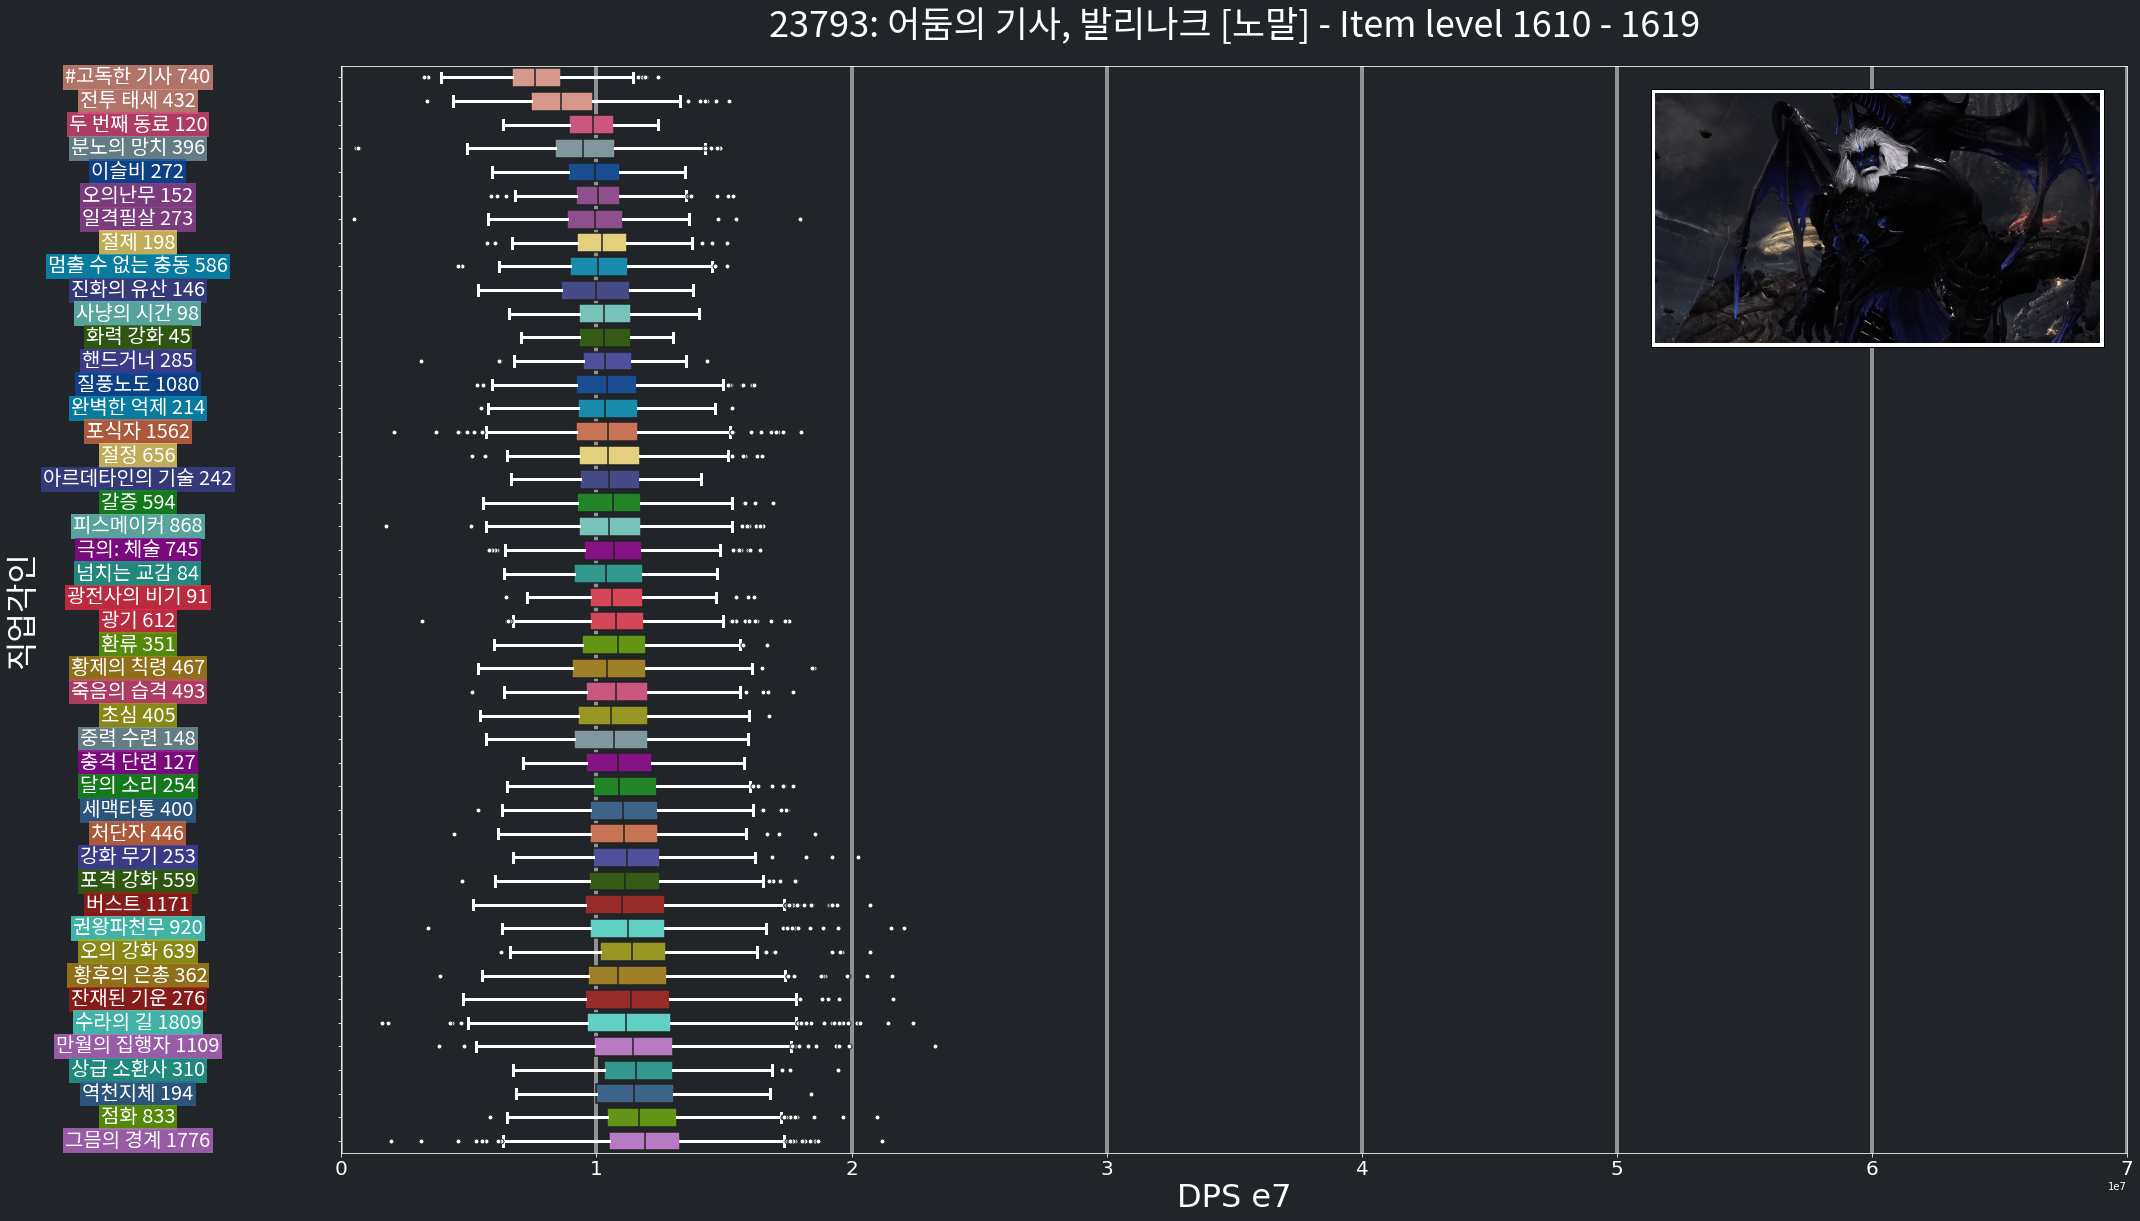 23793: 어둠의 기사, 발리나크 [노말] - Item level 1610 - 1619
직업각인
#고독한 기사 740
전투 태세 432
두 번째 동료 120
분노의 망치 396
이슬비 272
오의난무 152
일격필살 273
절제 198
멈출 수 없는 충동 586
진화의 유산 146
사냥의 시간 98
화력 강화 45
핸드거너 285
질풍노도 1080
완벽한 억제 214
포식자 1562
절정 656
아르데타인의 기술 242
갈증 594
피스메이커 868
극의: 체술 745
넘치는 교감 84
광전사의 비기 91
광기 612
환류 351
황제의 칙령 467
죽음의 습격 493
초심 405
중력 수련 148
충격 단련 127
달의 소리 254
세맥타통 400
처단자 446
강화 무기 253
포격 강화 559
버스트 1171
권왕파천무 920
오의 강화 639
황후의 은총 362
잔재된 기운 276
수라의 길 1809
만월의 집행자 1109
상급 소환사 310
역천지체 194
점화 833
그믐의 경계 1776
0 1 2 3 4 5 6 7
DPS e7
1e7